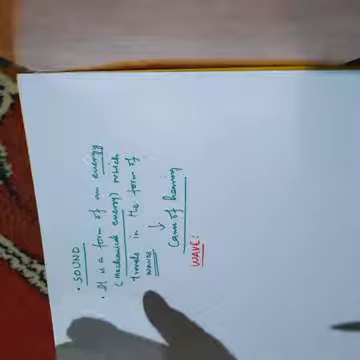 • SOUND
• It is a form of an energy
(Mechanical energy) which
travels in the form of
waves
↓
Cause of hearing
WAVE: